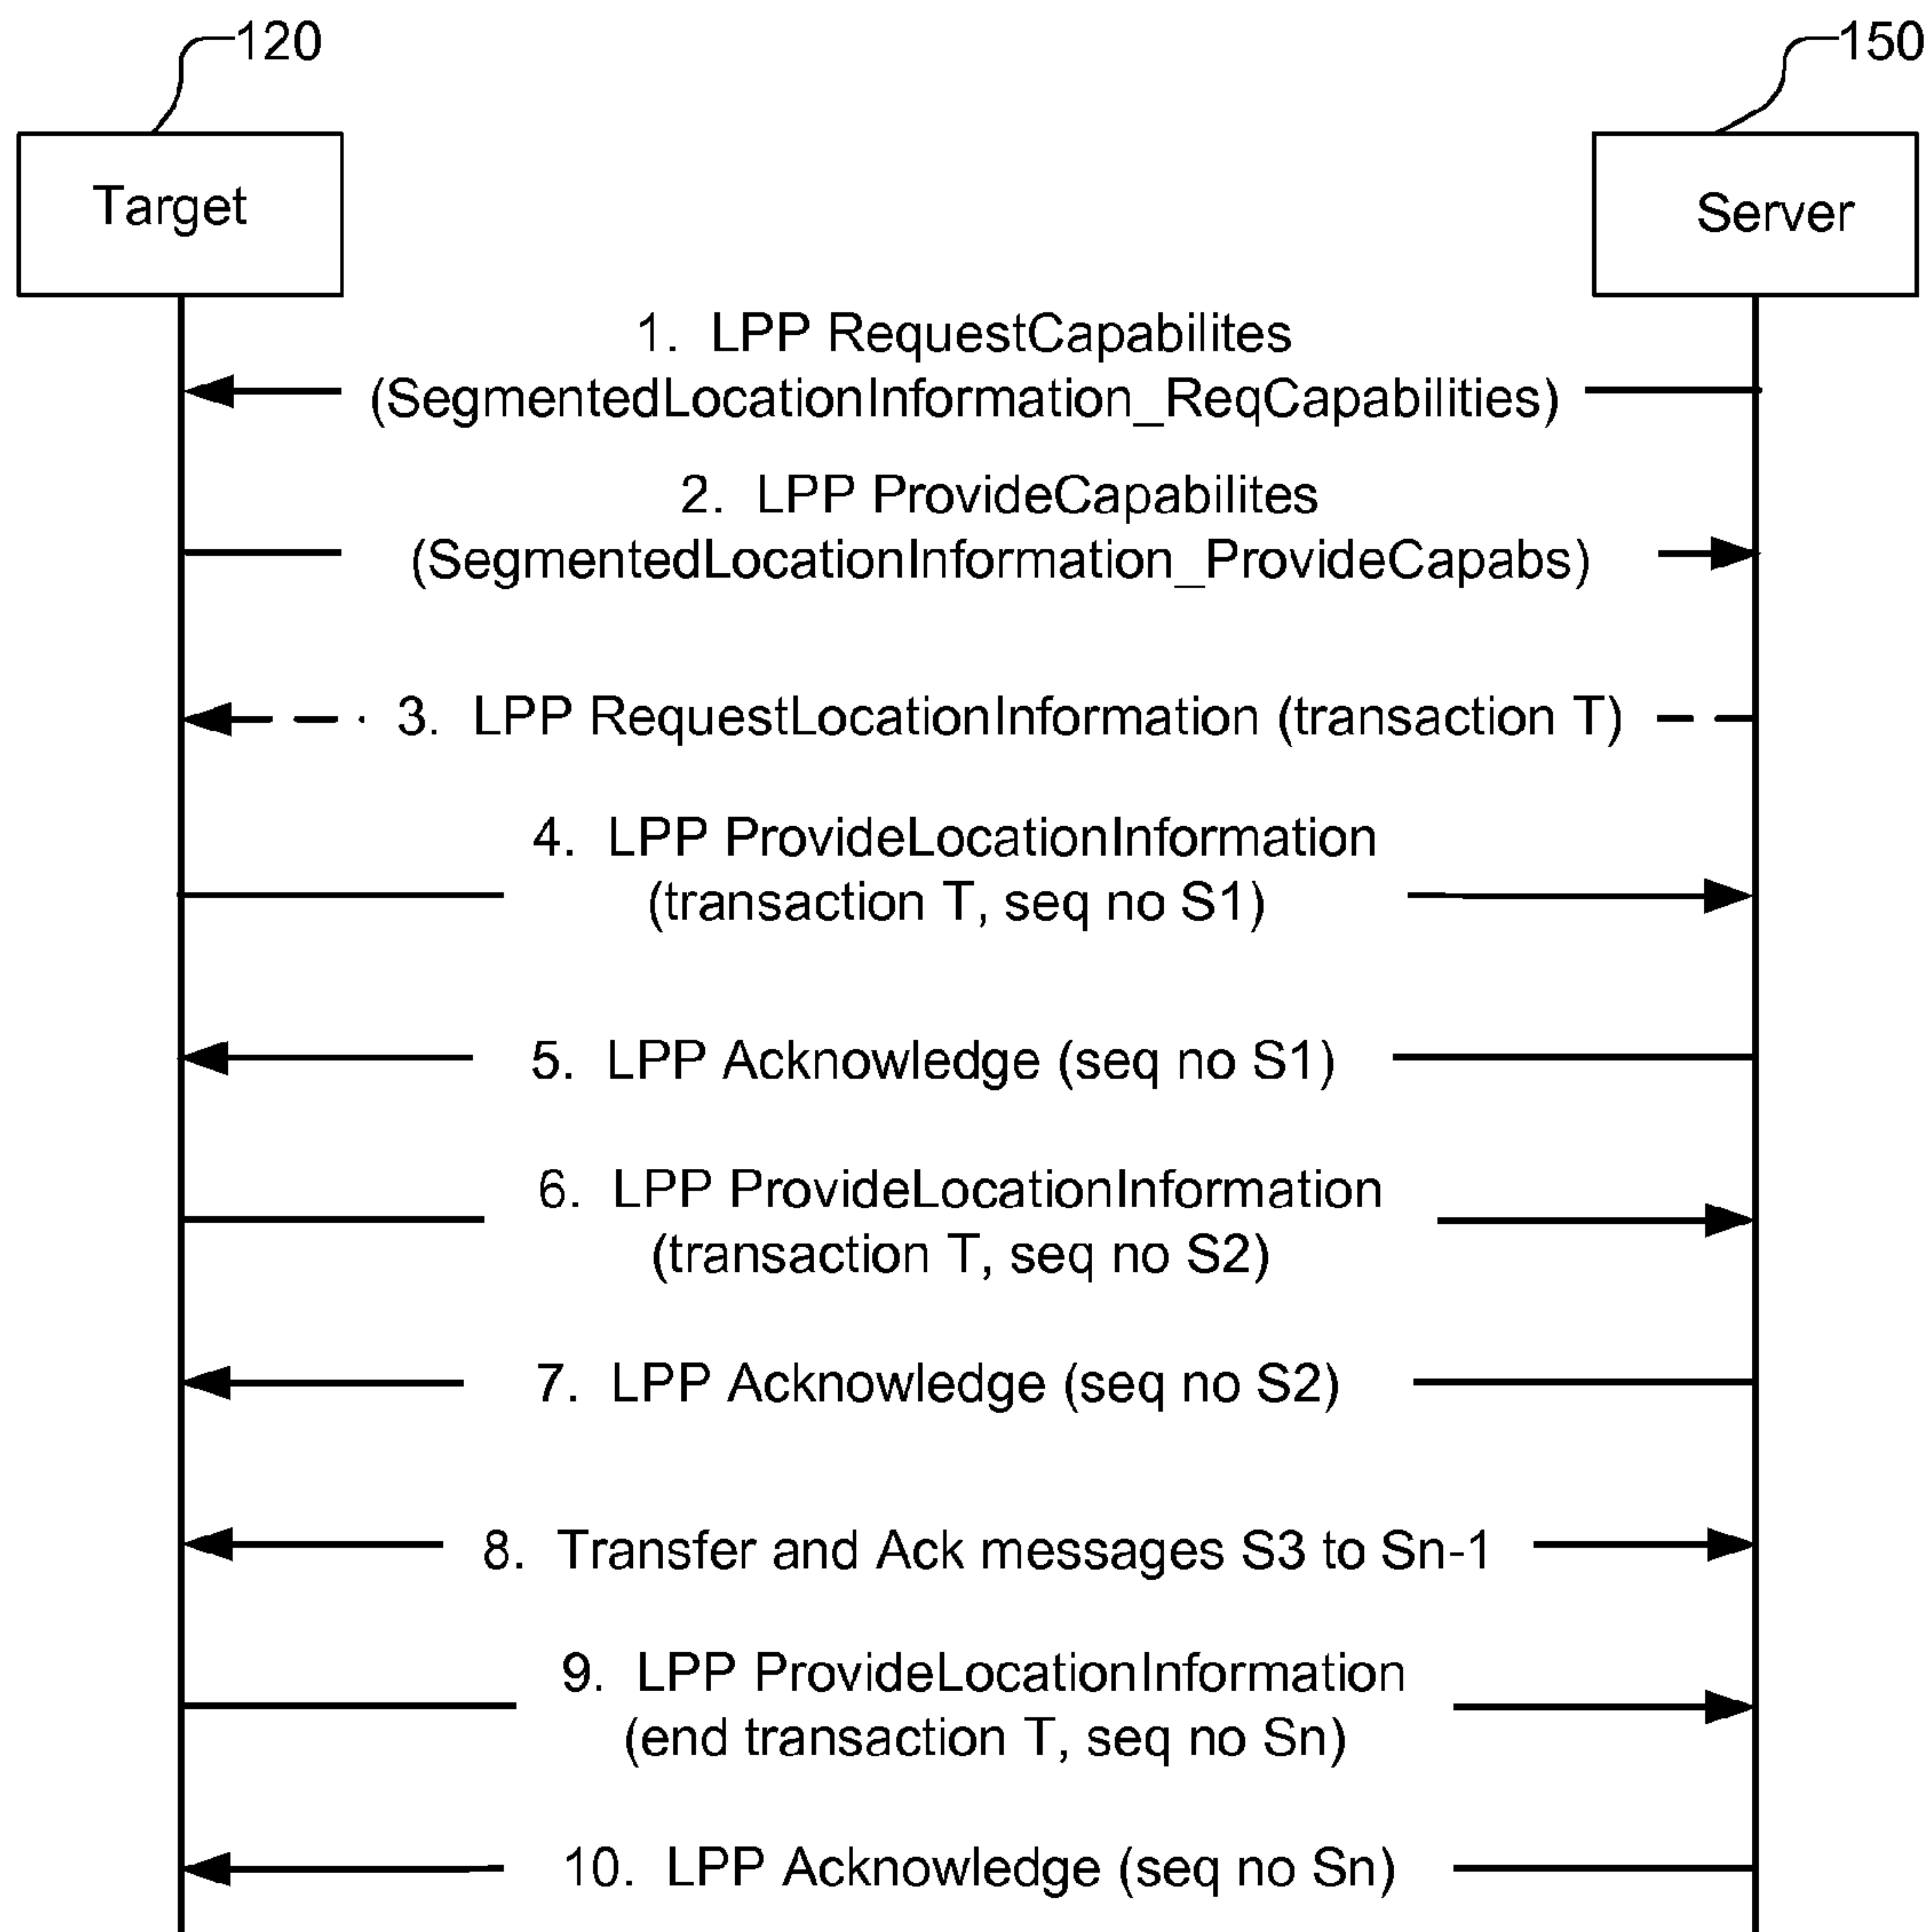 120
150
Target
Server
1. LPP RequestCapabilites
(SegmentedLocationInformation_ReqCapabilities)
2. LPP ProvideCapabilites
(SegmentedLocationInformation_ProvideCapabs)
3. LPP RequestLocationInformation (transaction T)
4. LPP ProvideLocationInformation
(transaction T, seq no S1)
5. LPP Acknowledge (seq no S1)
6. LPP ProvideLocationInformation
(transaction T, seq no S2)
7. LPP Acknowledge (seq no S2)
8. Transfer and Ack messages S3 to Sn-1
9. LPP ProvideLocationInformation
(end transaction T, seq no Sn)
10. LPP Acknowledge (seq no Sn)